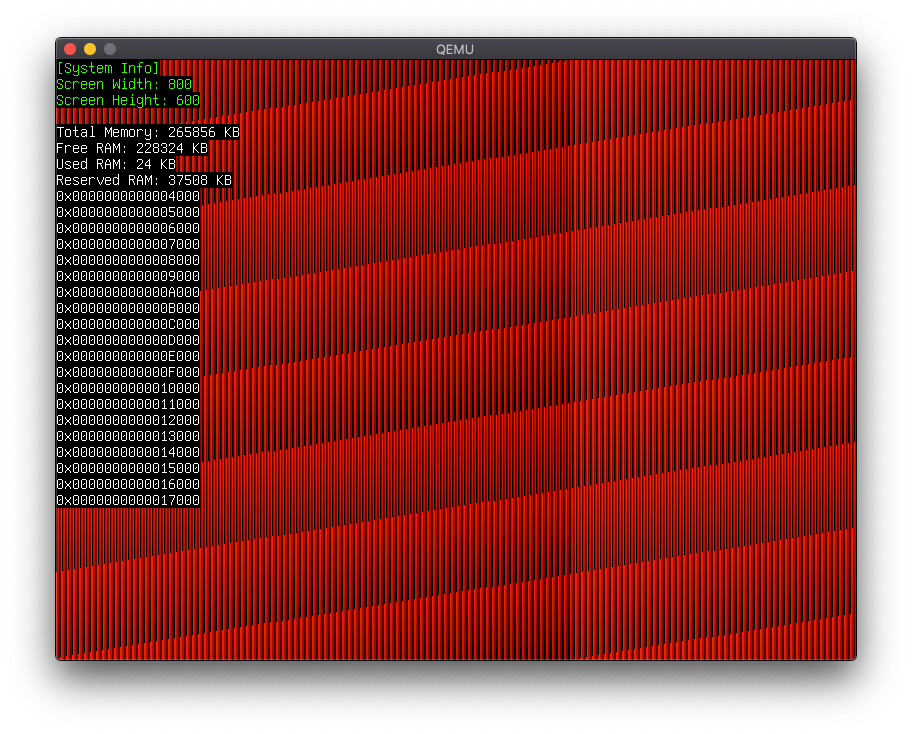 QEMU
[System Info]
Screen Width: 800
Screen Height: 600
Total Memory: 265856 KB
Free RAM: 228324 KB
Used RAM: 24 KB
Reserved RAM: 37508 KB
0x0000000000004000
0x0000000000005000
0x0000000000006000
0x0000000000007000
0x0000000000008000
0x0000000000009000
0x000000000000A000
0x000000000000B000
0x000000000000C000
0x000000000000D000
0x000000000000E000
0x000000000000F000
0x0000000000010000
0x0000000000011000
0x0000000000012000
0x0000000000013000
0x0000000000014000
0x0000000000015000
0x0000000000016000
0x0000000000017000